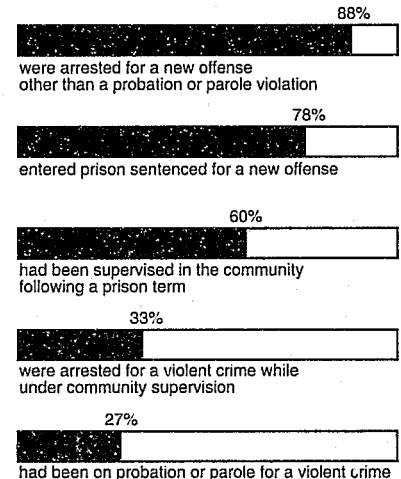 88%
were arrested for a new offense
other than a probation or parole violation
78%
entered prison sentenced for a new offense
60%
had been supervised in the community
following a prison term
33%
were arrested for a violent crime while
under community supervision
27%
had been on probation or parole for a violent crime